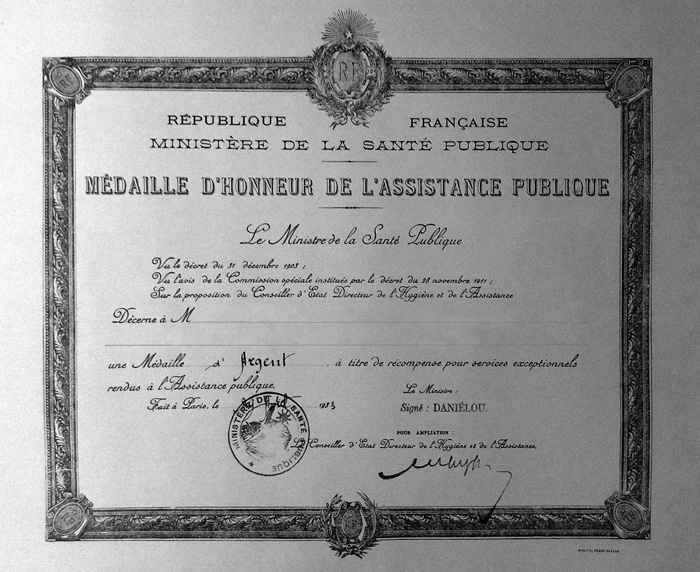 RF
RÉPUBLIQUE FRANÇAISE
MINISTÈRE DE LA SANTÉ PUBLIQUE
MÉDAILLE D'HONNEUR DE L'ASSISTANCE PUBLIQUE
Le Ministre de la Santé Publique
Vu le décret du 31 décembre 1903 ;
Vu l'avis de la Commission spéciale instituée par le décret du 28 novembre 1911 ;
Sur la proposition du Conseiller d'Etat Directeur de l'Hygiène et de l'Assistance
Décerne à M
une Médaille d'Argent à titre de récompense pour services exceptionnels
rendus à l'Assistance publique.
Fait à Paris, le 1933
Le Ministre :
Signé : DANIÉLOU.
POUR AMPLIATION :
Le Conseiller d'Etat Directeur de l'Hygiène et de l'Assistance,
MINISTÈRE DE LA SANTÉ PUBLIQUE